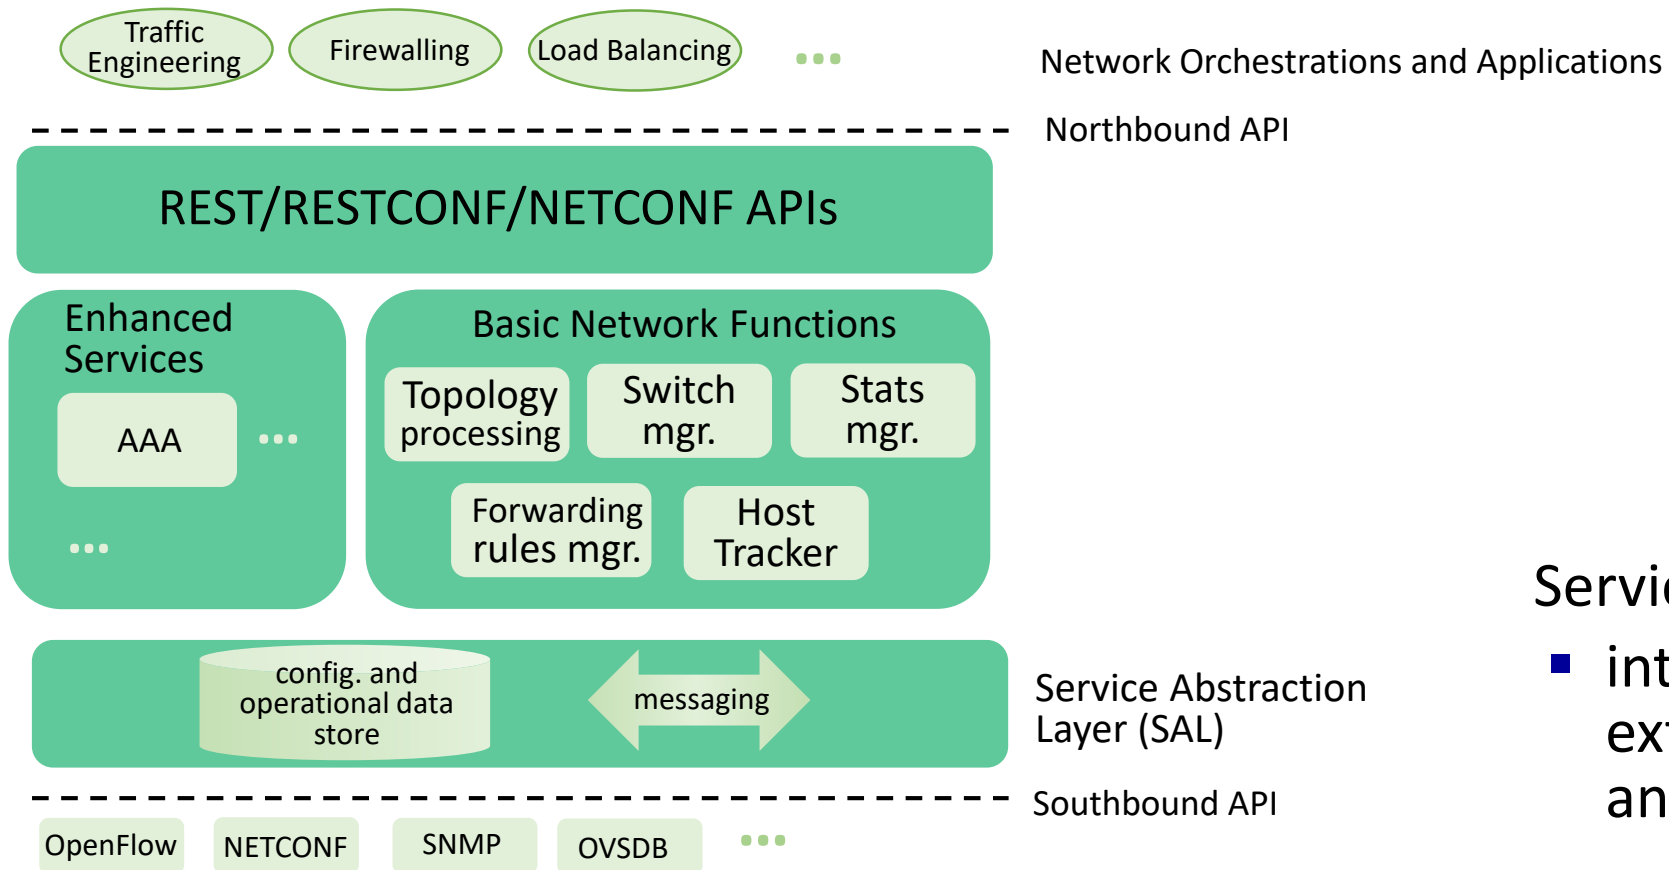 Traffic
Engineering
Firewalling
Load Balancing
...
Network Orchestrations and Applications
Northbound API
REST/RESTCONF/NETCONF APIs
Enhanced
Services
AAA
...
...
Basic Network Functions
Topology
processing
Switch
mgr.
Stats
mgr.
Forwarding
rules mgr.
Host
Tracker
config. and
operational data
store
messaging
Service Abstraction
Layer (SAL)
Southbound API
OpenFlow
NETCONF
SNMP
OVSDB
...